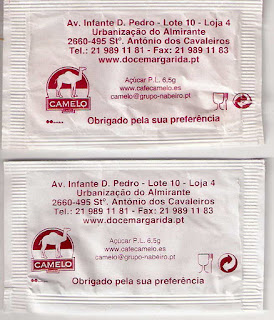 Av. Infante D. Pedro - Lote 10 - Loja 4
Urbanização do Almirante
2660-495 Stº. António dos Cavaleiros
Tel.: 21 989 11 81 - Fax: 21 989 11 83
www.docemargarida.pt
CAMELO
Açúcar P.L. 6,5g
www.cafecamelo.es
camelo@grupo-nabeiro.pt
Obrigado pela sua preferência
Av. Infante D. Pedro - Lote 10 - Loja 4
Urbanização do Almirante
2660-495 Stº. António dos Cavaleiros
Tel.: 21 989 11 81 - Fax: 21 989 11 83
www.docemargarida.pt
CAMELO
Açúcar P.L. 6,5g
www.cafecamelo.es
camelo@grupo-nabeiro.pt
Obrigado pela sua preferência